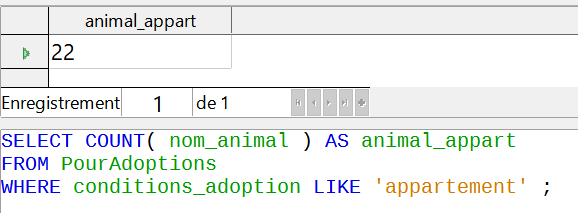 animal_appart
22
Enregistrement 1 de 1
SELECT COUNT( nom_animal ) AS animal_appart
FROM PourAdoptions
WHERE conditions_adoption LIKE 'appartement' ;